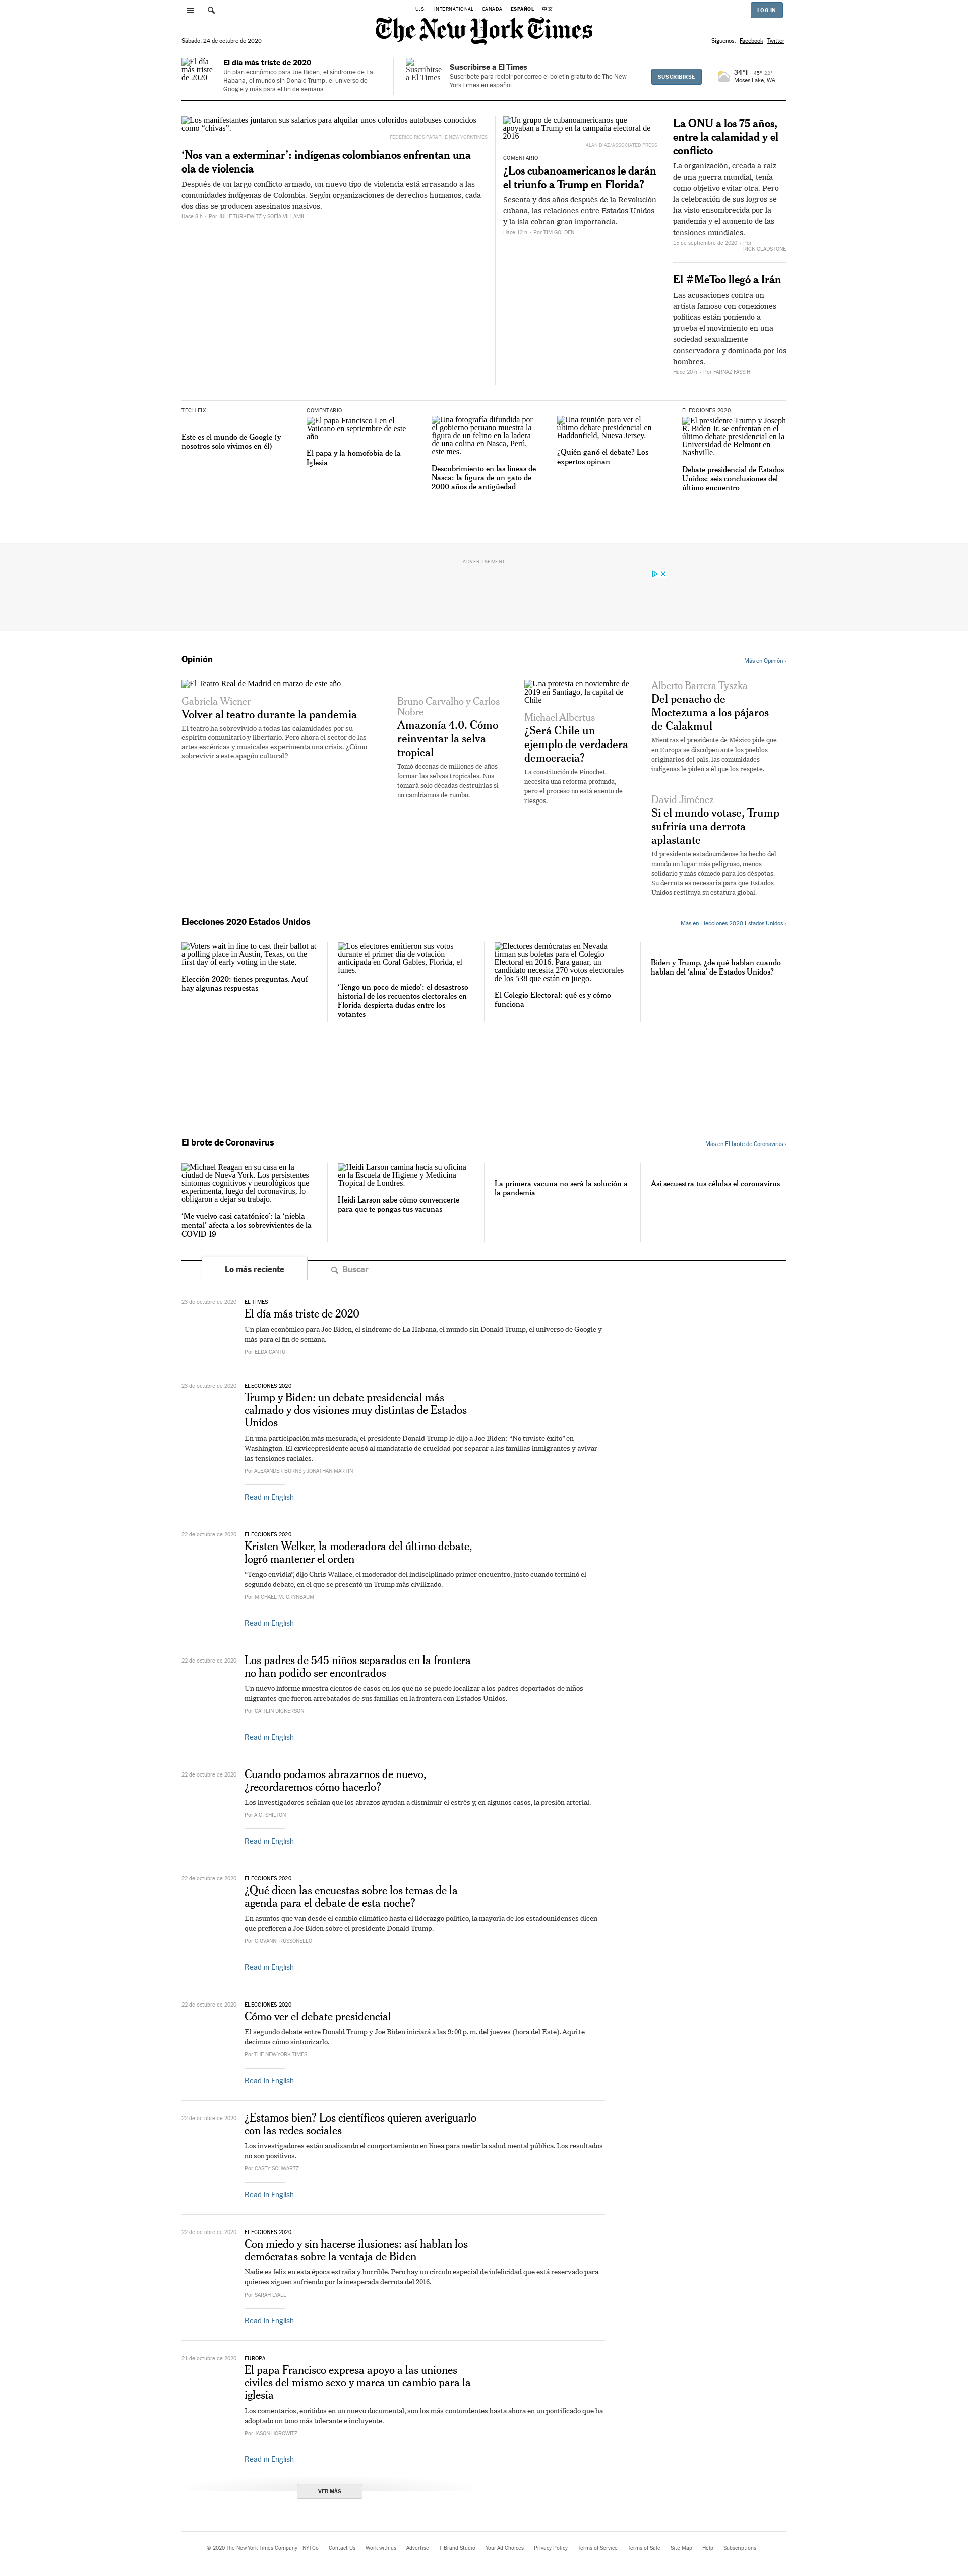 U.S. INTERNATIONAL CANADA ESPAÑOL 中文
LOG IN
The New York Times
Sábado, 24 de octubre de 2020
Síguenos: Facebook Twitter
El día
más triste
de 2020
El día más triste de 2020
Un plan económico para Joe Biden, el síndrome de La
Habana, el mundo sin Donald Trump, el universo de
Google y más para el fin de semana.
Suscribirse
a El Times
Suscribirse a El Times
Suscríbete para recibir por correo el boletín gratuito de The New
York Times en español.
SUSCRIBIRSE
34°F 45° 22°
Moses Lake, WA
Los manifestantes juntaron sus salarios para alquilar unos coloridos autobuses conocidos
como “chivas”.
FEDERICO RIOS PARA THE NEW YORK TIMES
‘Nos van a exterminar’: indígenas colombianos enfrentan una
ola de violencia
Después de un largo conflicto armado, un nuevo tipo de violencia está arrasando a las
comunidades indígenas de Colombia. Según organizaciones de derechos humanos, cada
dos días se producen asesinatos masivos.
Hace 8 h - Por JULIE TURKEWITZ y SOFÍA VILLAMIL
Un grupo de cubanoamericanos que
apoyaban a Trump en la campaña electoral de
2016
ALAN DIAZ/ASSOCIATED PRESS
COMENTARIO
¿Los cubanoamericanos le darán
el triunfo a Trump en Florida?
Sesenta y dos años después de la Revolución
cubana, las relaciones entre Estados Unidos
y la isla cobran gran importancia.
Hace 12 h - Por TIM GOLDEN
La ONU a los 75 años,
entre la calamidad y el
conflicto
La organización, creada a raíz
de una guerra mundial, tenía
como objetivo evitar otra. Pero
la celebración de sus logros se
ha visto ensombrecida por la
pandemia y el aumento de las
tensiones mundiales.
15 de septiembre de 2020 - Por
RICK GLADSTONE
El #MeToo llegó a Irán
Las acusaciones contra un
artista famoso con conexiones
políticas están poniendo a
prueba el movimiento en una
sociedad sexualmente
conservadora y dominada por los
hombres.
Hace 20 h - Por FARNAZ FASSIHI
TECH FIX
Este es el mundo de Google (y
nosotros solo vivimos en él)
COMENTARIO
El papa Francisco I en el
Vaticano en septiembre de este
año
El papa y la homofobia de la
Iglesia
Una fotografía difundida por
el gobierno peruano muestra la
figura de un felino en la ladera
de una colina en Nasca, Perú,
este mes.
Descubrimiento en las líneas de
Nasca: la figura de un gato de
2000 años de antigüedad
Una reunión para ver el
último debate presidencial en
Haddonfield, Nueva Jersey.
¿Quién ganó el debate? Los
expertos opinan
ELECCIONES 2020
El presidente Trump y Joseph
R. Biden Jr. se enfrentan en el
último debate presidencial en la
Universidad de Belmont en
Nashville.
Debate presidencial de Estados
Unidos: seis conclusiones del
último encuentro
ADVERTISEMENT
Opinión
Más en Opinión ›
El Teatro Real de Madrid en marzo de este año
Gabriela Wiener
Volver al teatro durante la pandemia
El teatro ha sobrevivido a todas las calamidades por su
espíritu comunitario y libertario. Pero ahora el sector de las
artes escénicas y musicales experimenta una crisis. ¿Cómo
sobrevivir a este apagón cultural?
Bruno Carvalho y Carlos
Nobre
Amazonía 4.0. Cómo
reinventar la selva
tropical
Tomó decenas de millones de años
formar las selvas tropicales. Nos
tomará solo décadas destruirlas si
no cambiamos de rumbo.
Una protesta en noviembre de
2019 en Santiago, la capital de
Chile
Michael Albertus
¿Será Chile un
ejemplo de verdadera
democracia?
La constitución de Pinochet
necesita una reforma profunda,
pero el proceso no está exento de
riesgos.
Alberto Barrera Tyszka
Del penacho de
Moctezuma a los pájaros
de Calakmul
Mientras el presidente de México pide que
en Europa se disculpen ante los pueblos
originarios del país, las comunidades
indígenas le piden a él que los respete.
David Jiménez
Si el mundo votase, Trump
sufriría una derrota
aplastante
El presidente estadounidense ha hecho del
mundo un lugar más peligroso, menos
solidario y más cómodo para los déspotas.
Su derrota es necesaria para que Estados
Unidos restituya su estatura global.
Elecciones 2020 Estados Unidos
Más en Elecciones 2020 Estados Unidos ›
Voters wait in line to cast their ballot at
a polling place in Austin, Texas, on the
first day of early voting in the state.
Elección 2020: tienes preguntas. Aquí
hay algunas respuestas
Los electores emitieron sus votos
durante el primer día de votación
anticipada en Coral Gables, Florida, el
lunes.
‘Tengo un poco de miedo’: el desastroso
historial de los recuentos electorales en
Florida despierta dudas entre los
votantes
Electores demócratas en Nevada
firman sus boletas para el Colegio
Electoral en 2016. Para ganar, un
candidato necesita 270 votos electorales
de los 538 que están en juego.
El Colegio Electoral: qué es y cómo
funciona
Biden y Trump, ¿de qué hablan cuando
hablan del ‘alma’ de Estados Unidos?
El brote de Coronavirus
Más en El brote de Coronavirus ›
Michael Reagan en su casa en la
ciudad de Nueva York. Los persistentes
síntomas cognitivos y neurológicos que
experimenta, luego del coronavirus, lo
obligaron a dejar su trabajo.
‘Me vuelvo casi catatónico’: la ‘niebla
mental’ afecta a los sobrevivientes de la
COVID-19
Heidi Larson camina hacia su oficina
en la Escuela de Higiene y Medicina
Tropical de Londres.
Heidi Larson sabe cómo convencerte
para que te pongas tus vacunas
La primera vacuna no será la solución a
la pandemia
Así secuestra tus células el coronavirus
Lo más reciente
Buscar
23 de octubre de 2020
EL TIMES
El día más triste de 2020
Un plan económico para Joe Biden, el síndrome de La Habana, el mundo sin Donald Trump, el universo de Google y
más para el fin de semana.
Por ELDA CANTÚ
23 de octubre de 2020
ELECCIONES 2020
Trump y Biden: un debate presidencial más
calmado y dos visiones muy distintas de Estados
Unidos
En una participación más mesurada, el presidente Donald Trump le dijo a Joe Biden: “No tuviste éxito” en
Washington. El exvicepresidente acusó al mandatario de crueldad por separar a las familias inmigrantes y avivar
las tensiones raciales.
Por ALEXANDER BURNS y JONATHAN MARTIN
Read in English
22 de octubre de 2020
ELECCIONES 2020
Kristen Welker, la moderadora del último debate,
logró mantener el orden
“Tengo envidia”, dijo Chris Wallace, el moderador del indisciplinado primer encuentro, justo cuando terminó el
segundo debate, en el que se presentó un Trump más civilizado.
Por MICHAEL M. GRYNBAUM
Read in English
22 de octubre de 2020
Los padres de 545 niños separados en la frontera
no han podido ser encontrados
Un nuevo informe muestra cientos de casos en los que no se puede localizar a los padres deportados de niños
migrantes que fueron arrebatados de sus familias en la frontera con Estados Unidos.
Por CAITLIN DICKERSON
Read in English
22 de octubre de 2020
Cuando podamos abrazarnos de nuevo,
¿recordaremos cómo hacerlo?
Los investigadores señalan que los abrazos ayudan a disminuir el estrés y, en algunos casos, la presión arterial.
Por A.C. SHILTON
Read in English
22 de octubre de 2020
ELECCIONES 2020
¿Qué dicen las encuestas sobre los temas de la
agenda para el debate de esta noche?
En asuntos que van desde el cambio climático hasta el liderazgo político, la mayoría de los estadounidenses dicen
que prefieren a Joe Biden sobre el presidente Donald Trump.
Por GIOVANNI RUSSONELLO
Read in English
22 de octubre de 2020
ELECCIONES 2020
Cómo ver el debate presidencial
El segundo debate entre Donald Trump y Joe Biden iniciará a las 9:00 p. m. del jueves (hora del Este). Aquí te
decimos cómo sintonizarlo.
Por THE NEW YORK TIMES
Read in English
22 de octubre de 2020
¿Estamos bien? Los científicos quieren averiguarlo
con las redes sociales
Los investigadores están analizando el comportamiento en línea para medir la salud mental pública. Los resultados
no son positivos.
Por CASEY SCHWARTZ
Read in English
22 de octubre de 2020
ELECCIONES 2020
Con miedo y sin hacerse ilusiones: así hablan los
demócratas sobre la ventaja de Biden
Nadie es feliz en esta época extraña y horrible. Pero hay un círculo especial de infelicidad que está reservado para
quienes siguen sufriendo por la inesperada derrota del 2016.
Por SARAH LYALL
Read in English
21 de octubre de 2020
EUROPA
El papa Francisco expresa apoyo a las uniones
civiles del mismo sexo y marca un cambio para la
iglesia
Los comentarios, emitidos en un nuevo documental, son los más contundentes hasta ahora en un pontificado que ha
adoptado un tono más tolerante e incluyente.
Por JASON HOROWITZ
Read in English
VER MÁS
© 2020 The New York Times Company NYTCo Contact Us Work with us Advertise T Brand Studio Your Ad Choices Privacy Policy Terms of Service Terms of Sale Site Map Help Subscriptions